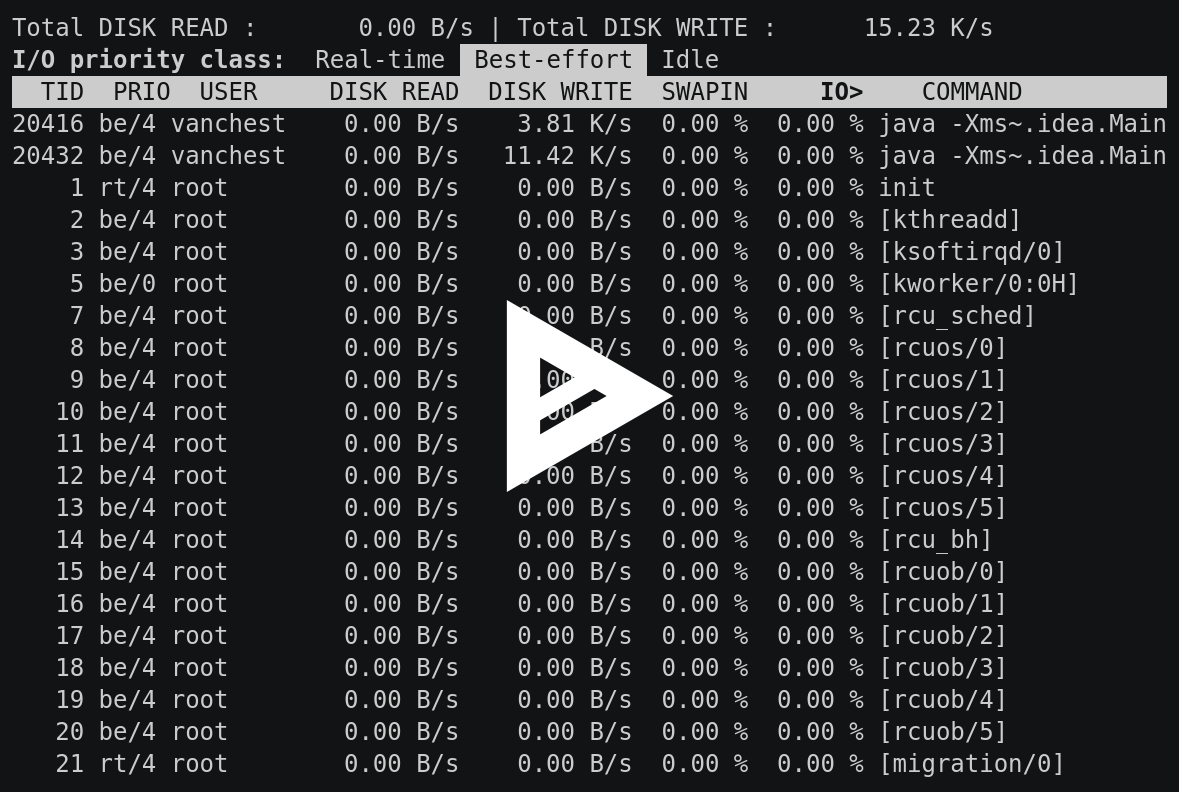 Total DISK READ :       0.00 B/s | Total DISK WRITE :      15.23 K/s
I/O priority class:  Real-time  Best-effort  Idle
  TID  PRIO  USER     DISK READ  DISK WRITE  SWAPIN     IO>    COMMAND
20416 be/4 vanchest    0.00 B/s    3.81 K/s  0.00 %  0.00 % java -Xms~.idea.Main
20432 be/4 vanchest    0.00 B/s   11.42 K/s  0.00 %  0.00 % java -Xms~.idea.Main
    1 rt/4 root        0.00 B/s    0.00 B/s  0.00 %  0.00 % init
    2 be/4 root        0.00 B/s    0.00 B/s  0.00 %  0.00 % [kthreadd]
    3 be/4 root        0.00 B/s    0.00 B/s  0.00 %  0.00 % [ksoftirqd/0]
    5 be/0 root        0.00 B/s    0.00 B/s  0.00 %  0.00 % [kworker/0:0H]
    7 be/4 root        0.00 B/s    0.00 B/s  0.00 %  0.00 % [rcu_sched]
    8 be/4 root        0.00 B/s    B/s  0.00 %  0.00 % [rcuos/0]
    9 be/4 root        0.00 B/s    0.00 %  0.00 % [rcuos/1]
   10 be/4 root        0.00 B/s    0.00 %  0.00 % [rcuos/2]
   11 be/4 root        0.00 B/s    B/s  0.00 %  0.00 % [rcuos/3]
   12 be/4 root        0.00 B/s    0.00 B/s  0.00 %  0.00 % [rcuos/4]
   13 be/4 root        0.00 B/s    0.00 B/s  0.00 %  0.00 % [rcuos/5]
   14 be/4 root        0.00 B/s    0.00 B/s  0.00 %  0.00 % [rcu_bh]
   15 be/4 root        0.00 B/s    0.00 B/s  0.00 %  0.00 % [rcuob/0]
   16 be/4 root        0.00 B/s    0.00 B/s  0.00 %  0.00 % [rcuob/1]
   17 be/4 root        0.00 B/s    0.00 B/s  0.00 %  0.00 % [rcuob/2]
   18 be/4 root        0.00 B/s    0.00 B/s  0.00 %  0.00 % [rcuob/3]
   19 be/4 root        0.00 B/s    0.00 B/s  0.00 %  0.00 % [rcuob/4]
   20 be/4 root        0.00 B/s    0.00 B/s  0.00 %  0.00 % [rcuob/5]
   21 rt/4 root        0.00 B/s    0.00 B/s  0.00 %  0.00 % [migration/0]